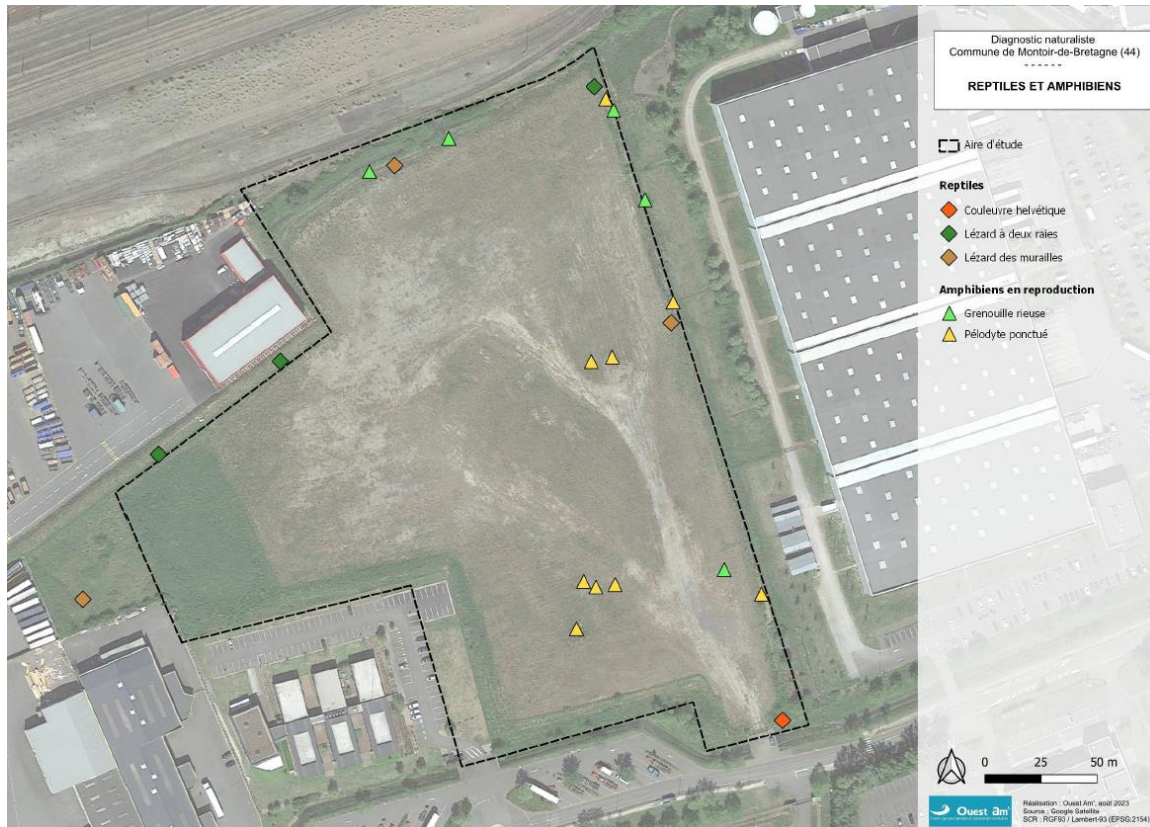 Diagnostic naturaliste
Commune de Montoir-de-Bretagne (44)
------
REPTILES ET AMPHIBIENS
Aire d'étude
Reptiles
Couleuvre helvétique
Lézard à deux raies
Lézard des murailles
Amphibiens en reproduction
Grenouille rieuse
Pélodyte ponctué
0 25 50 m
Ouest am'
Réalisation : Ouest Am', août 2023
Source : Google Satellite
SCR : RGF93 / Lambert-93 (EPSG:2154)